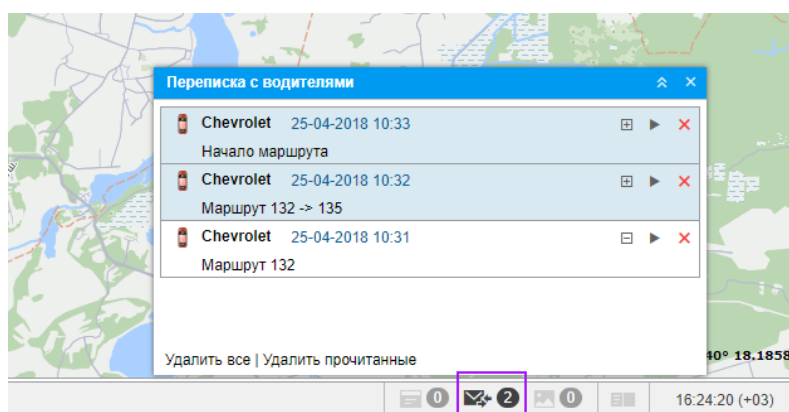 Переписка с водителями
Chevrolet 25-04-2018 10:33
Начало маршрута
Chevrolet 25-04-2018 10:32
Маршрут 132 -> 135
Chevrolet 25-04-2018 10:31
Маршрут 132
Удалить все | Удалить прочитанные
40° 18.1858
0 2 0 16:24:20 (+03)